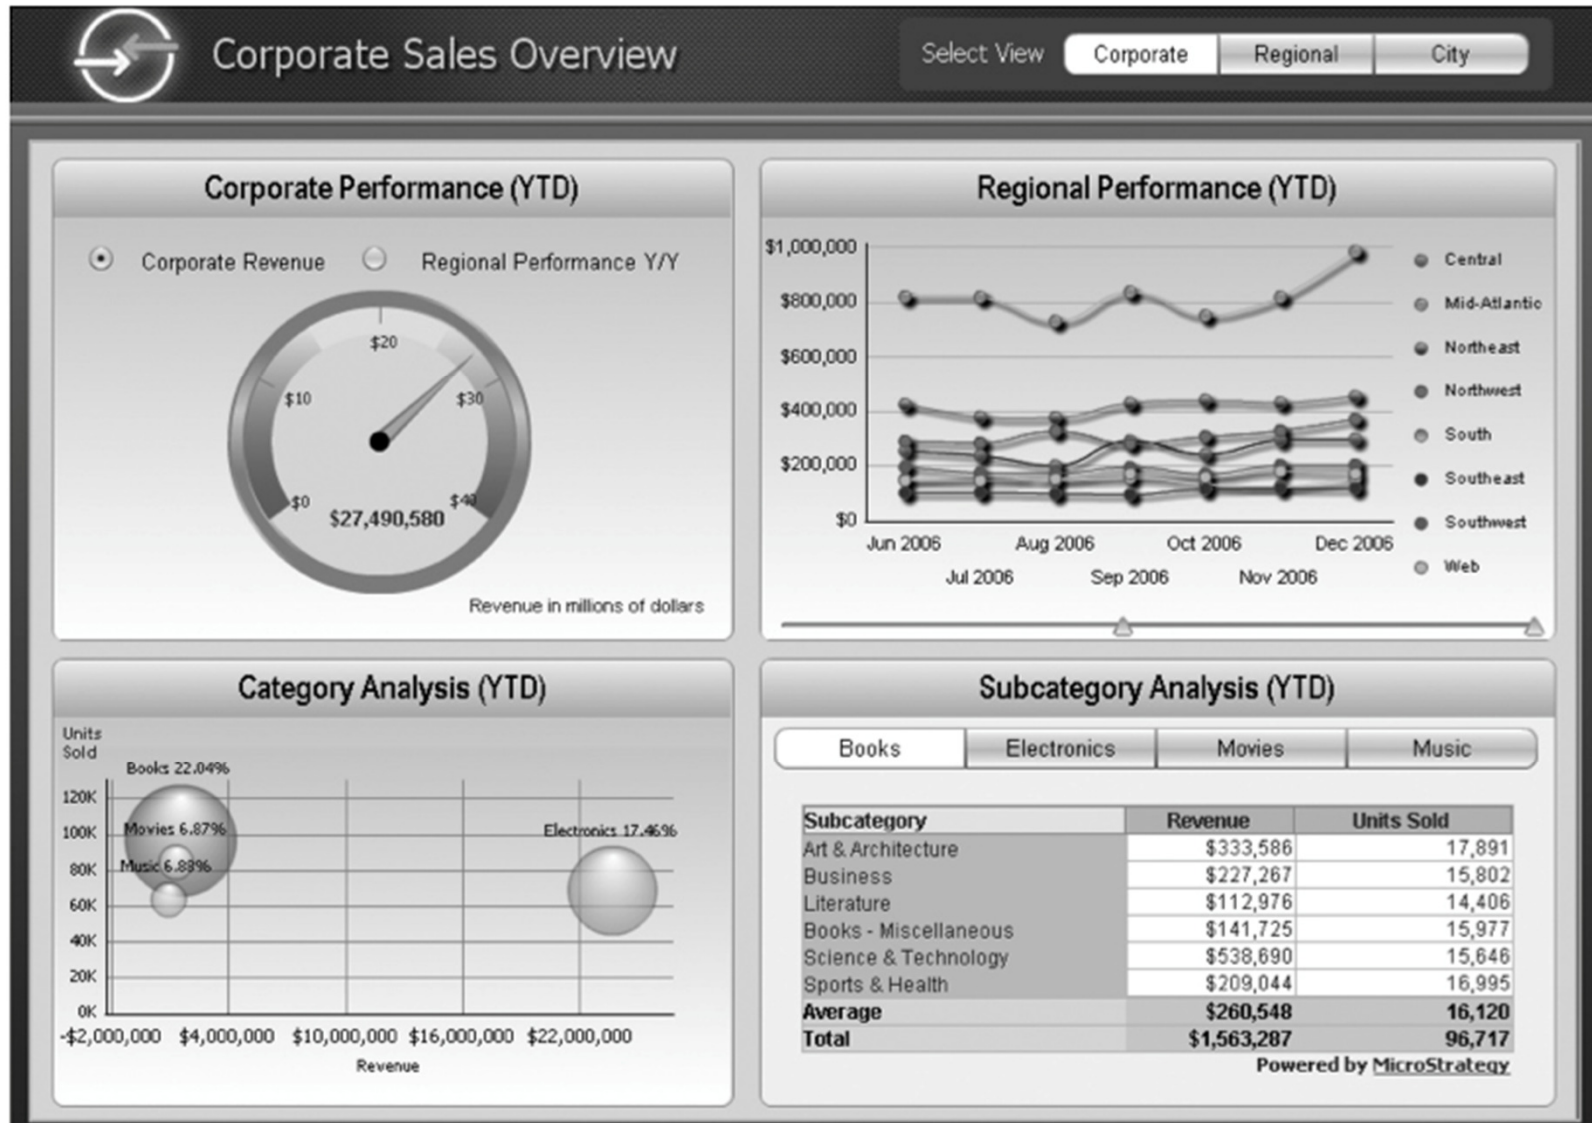 Corporate Sales Overview
Select View Corporate Regional City
Corporate Performance (YTD)
Corporate Revenue Regional Performance Y/Y
$20
$10 $30
$0 $40
$27,490,580
Revenue in millions of dollars
Regional Performance (YTD)
$1,000,000
$800,000
$600,000
$400,000
$200,000
$0
Jun 2006 Aug 2006 Oct 2006 Dec 2006
Jul 2006 Sep 2006 Nov 2006
Central
Mid-Atlantic
Northeast
Northwest
South
Southeast
Southwest
Web
Category Analysis (YTD)
Units
Sold
Books 22.04%
120K
100K Movies 6.87% Electronics 17.46%
80K Music 6.88%
60K
40K
20K
0K
-$2,000,000 $4,000,000 $10,000,000 $16,000,000 $22,000,000
Revenue
Subcategory Analysis (YTD)
Books Electronics Movies Music
Subcategory Revenue Units Sold
Art & Architecture $333,586 17,891
Business $227,267 15,802
Literature $112,976 14,406
Books - Miscellaneous $141,725 15,977
Science & Technology $538,690 15,646
Sports & Health $209,044 16,995
Average $260,548 16,120
Total $1,563,287 96,717
Powered by MicroStrategy